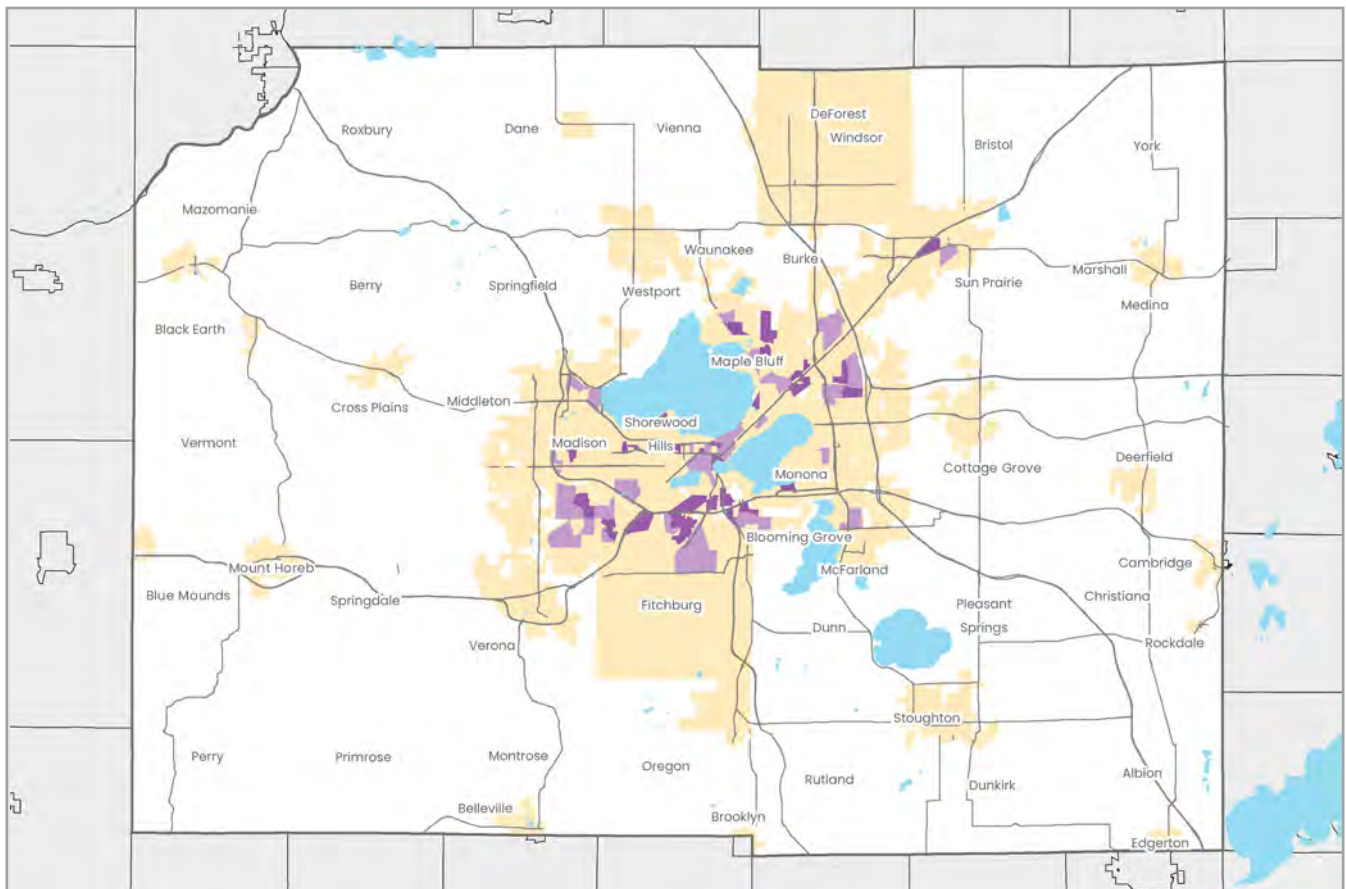 DeForest
Roxbury
Dane
Vienna
Windsor
Bristol
York
Mazomanie
Waunakee
Burke
Marshall
Sun Prairie
Berry
Springfield
Westport
Medina
Black Earth
Maple Bluff
Cross Plains
Middleton
Shorewood
Hills
Vermont
Madison
Monona
Cottage Grove
Deerfield
Blooming Grove
Mount Horeb
McFarland
Cambridge
Blue Mounds
Springdale
Fitchburg
Pleasant
Springs
Christiana
Dunn
Verona
Rockdale
Stoughton
Perry
Primrose
Montrose
Oregon
Rutland
Dunkirk
Albion
Belleville
Brooklyn
Edgerton